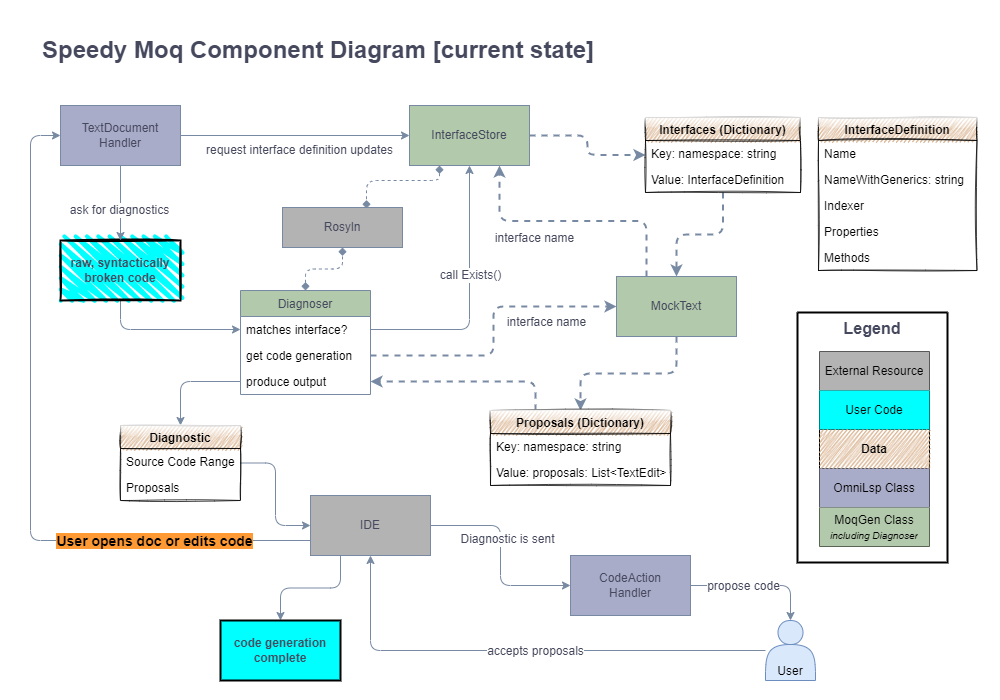 Speedy Moq Component Diagram [current state]
TextDocument
Handler
request interface definition updates
InterfaceStore
Interfaces (Dictionary)
Key: namespace: string
Value: InterfaceDefinition
InterfaceDefinition
Name
NameWithGenerics: string
Indexer
Properties
Methods
ask for diagnostics
raw, syntactically
broken code
Roslyn
interface name
call Exists()
Diagnoser
matches interface?
get code generation
produce output
interface name
MockText
Diagnostic
Source Code Range
Proposals
Proposals (Dictionary)
Key: namespace: string
Value: proposals: List<TextEdit>
Legend
External Resource
User Code
Data
OmniLsp Class
MoqGen Class
including Diagnoser
User opens doc or edits code
IDE
Diagnostic is sent
CodeAction
Handler
propose code
code generation
complete
accepts proposals
User